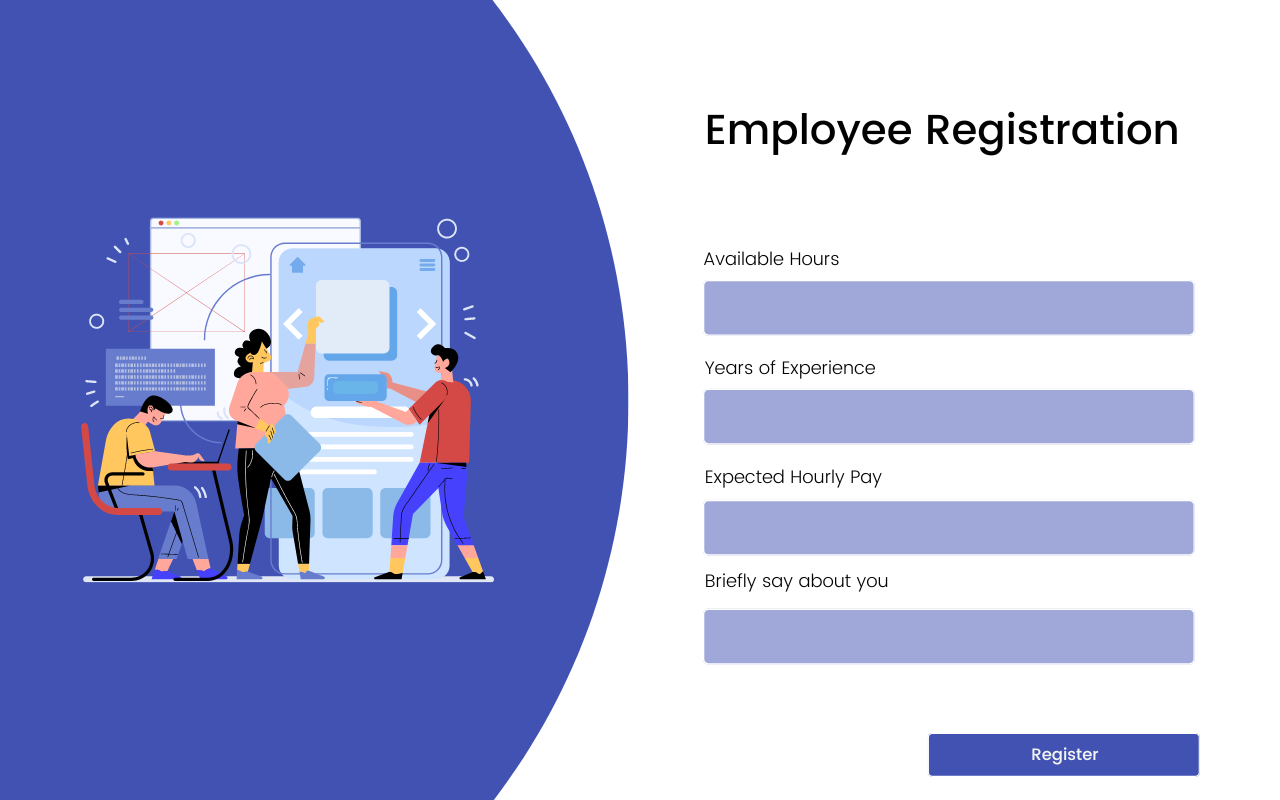 Employee Registration
Available Hours
Years of Experience
Expected Hourly Pay
Briefly say about you
Register